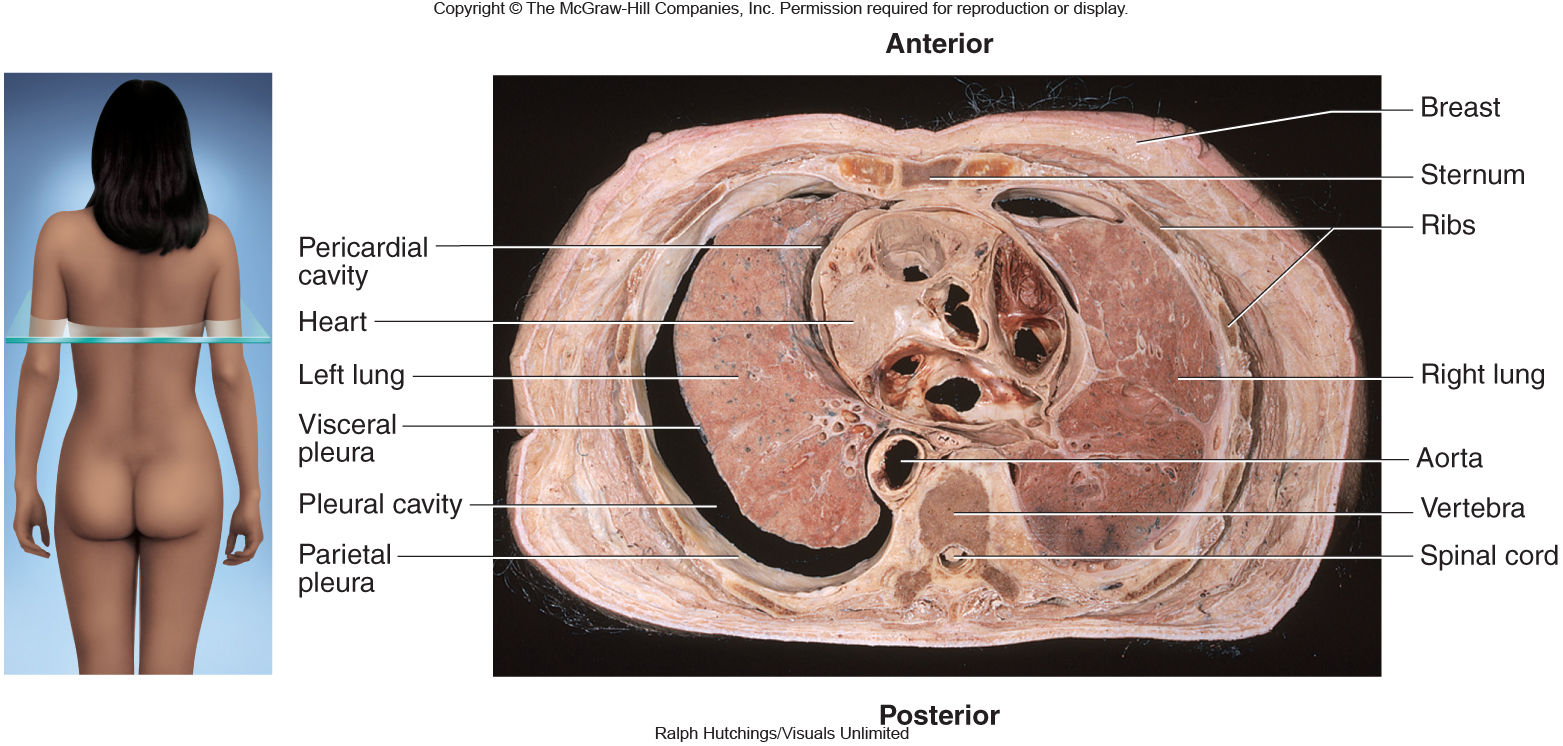 Copyright © The McGraw-Hill Companies, Inc. Permission required for reproduction or display.
Anterior
Pericardial
cavity
Heart
Left lung
Visceral
pleura
Pleural cavity
Parietal
pleura
Breast
Sternum
Ribs
Right lung
Aorta
Vertebra
Spinal cord
Posterior
Ralph Hutchings/Visuals Unlimited